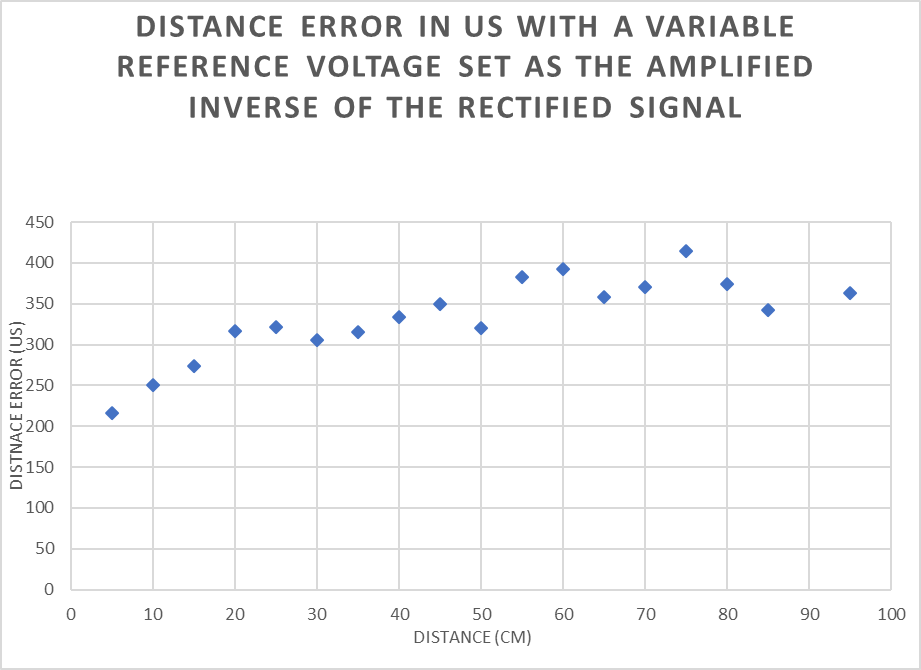 DISTANCE ERROR IN US WITH A VARIABLE
REFERENCE VOLTAGE SET AS THE AMPLIFIED
INVERSE OF THE RECTIFIED SIGNAL
450
400
350
300
250
200
150
100
50
0
DISTNACE ERROR (US)
0 10 20 30 40 50 60 70 80 90 100
DISTANCE (CM)